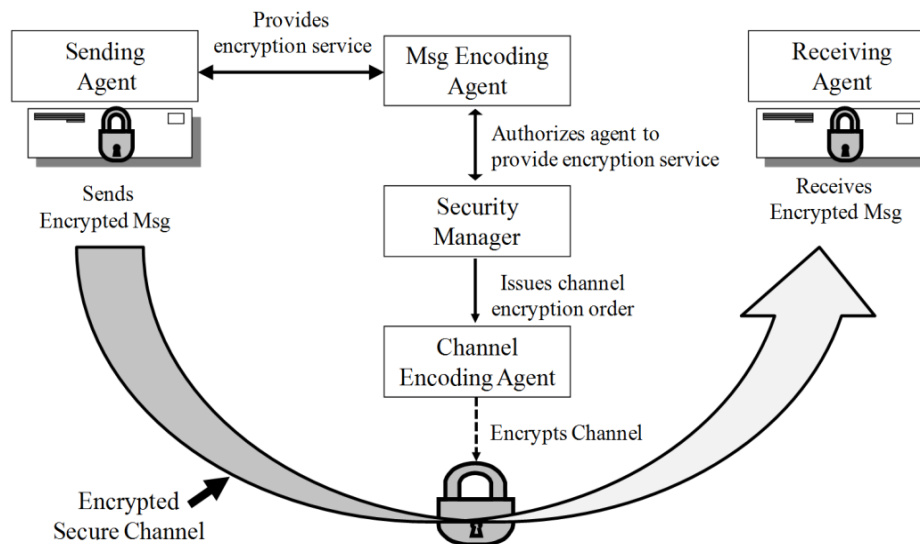 Provides
encryption service
Sending
Agent
Msg Encoding
Agent
Receiving
Agent
Authorizes agent to
provide encryption service
Sends
Encrypted Msg
Receives
Encrypted Msg
Security
Manager
Issues channel
encryption order
Channel
Encoding Agent
Encrypts Channel
Encrypted
Secure Channel